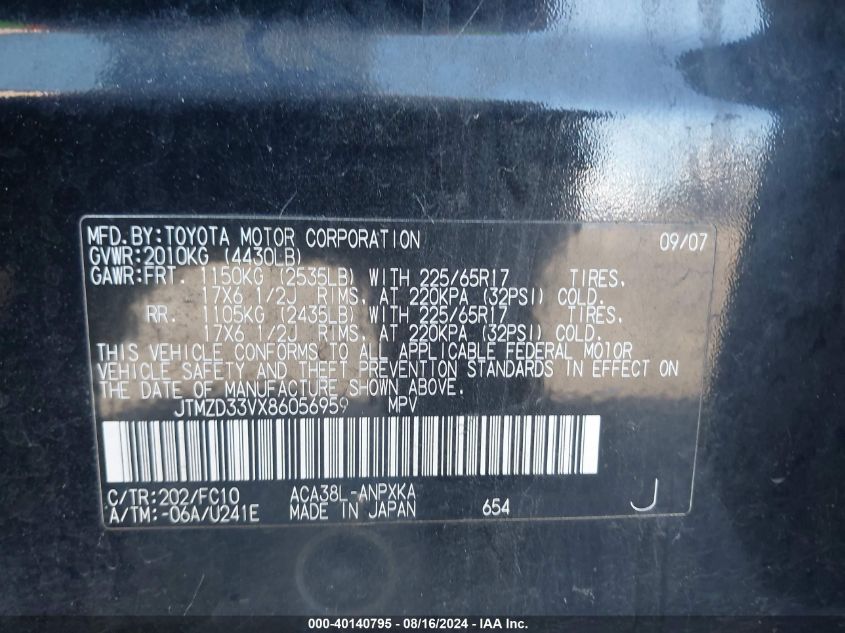 MFD.BY:TOYOTA MOTOR CORPORATION 09/07
GVWR:2010KG (4430LB)
GAWR:FRT. 1150KG (2535LB) WITH 225/65R17 TIRES,
17X6 1/2J RIMS, AT 220KPA (32PSI) COLD.
RR. 1105KG (2435LB) WITH 225/65R17 TIRES,
17X6 1/2J RIMS, AT 220KPA (32PSI) COLD.
THIS VEHICLE CONFORMS TO ALL APPLICABLE FEDERAL MOTOR
VEHICLE SAFETY AND THEFT PREVENTION STANDARDS IN EFFECT ON
THE DATE OF MANUFACTURE SHOWN ABOVE.
JTMZD33VX86056959 MPV
C/TR:202/FC10 ACA38L-ANPXKA
A/TM:-06A/U241E MADE IN JAPAN 654 J
000-40140795 - 08/16/2024 - IAA Inc.